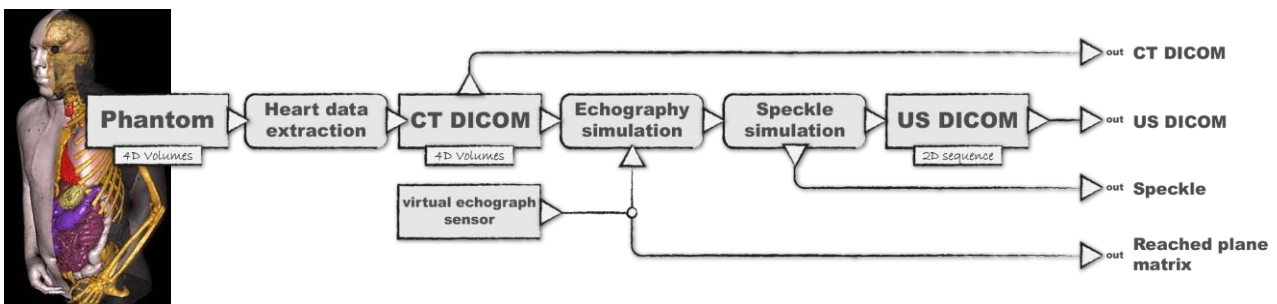 out CT DICOM
Phantom
4D Volumes
Heart data
extraction
CT DICOM
4D Volumes
Echography
simulation
Speckle
simulation
US DICOM
2D sequence
out US DICOM
virtual echograph
sensor
out Speckle
out Reached plane
matrix